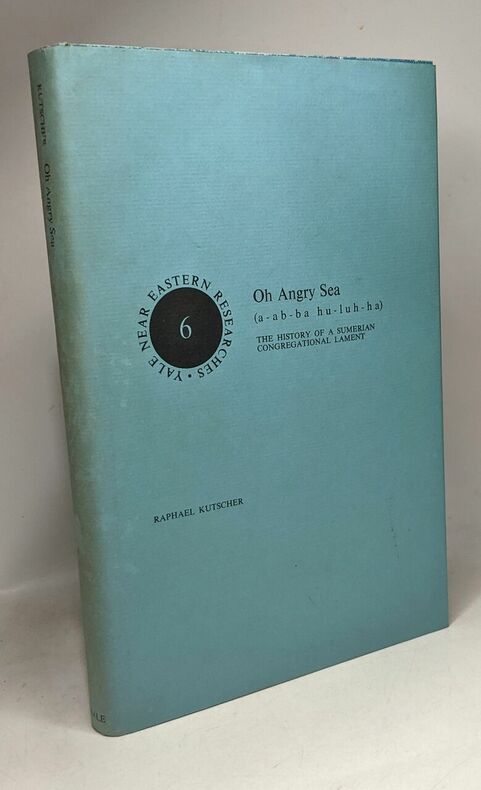 KUTSCHER Oh Angry Sea
YALE NEAR EASTERN RESEARCHES •
6
Oh Angry Sea
(a-ab-ba hu-luh-ha)
THE HISTORY OF A SUMERIAN
CONGREGATIONAL LAMENT
RAPHAEL KUTSCHER